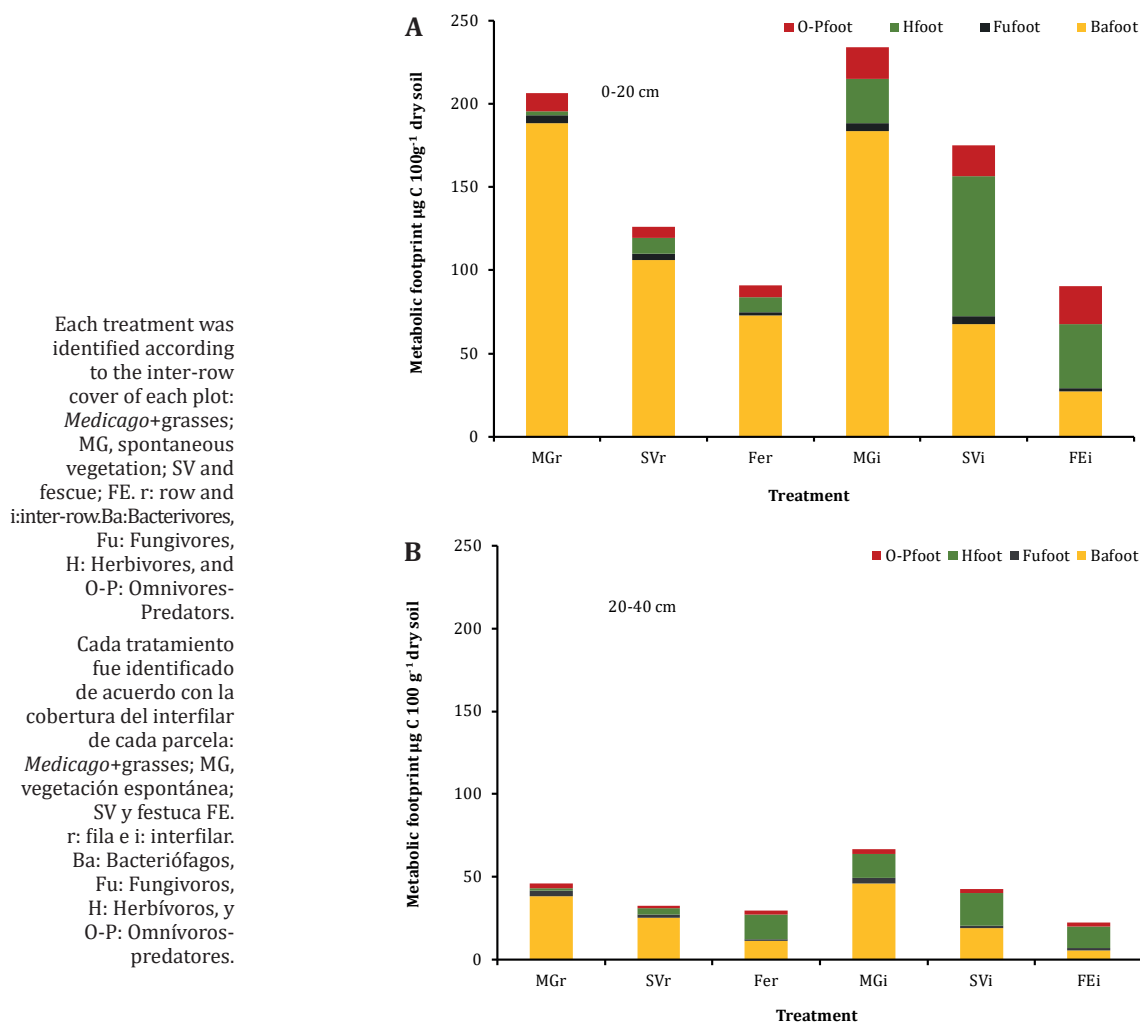 Each treatment was
identified according
to the inter-row
cover of each plot:
Medicago+grasses;
MG, spontaneous
vegetation; SV and
fescue; FE. r: row and
i:inter-row.Ba:Bacterivores,
Fu: Fungivores,
H: Herbivores, and
O-P: Omnivores-
Predators.
Cada tratamiento
fue identificado
de acuerdo con la
cobertura del interfilar
de cada parcela:
Medicago+grasses; MG,
vegetación espontánea;
SV y festuca FE.
r: fila e i: interfilar.
Ba: Bacteriófagos,
Fu: Fungivoros,
H: Herbívoros, y
O-P: Omnívoros-
predatores.
A
O-Pfoot Hfoot Fufoot Bafoot
0-20 cm
Metabolic footprint µg C 100g⁻¹ dry soil
250
200
150
100
50
0
MGr SVr Fer MGi SVi FEi
Treatment
B
O-Pfoot Hfoot Fufoot Bafoot
20-40 cm
Metabolic footprint µg C 100 g⁻¹ dry soil
250
200
150
100
50
0
MGr SVr Fer MGi SVi FEi
Treatment